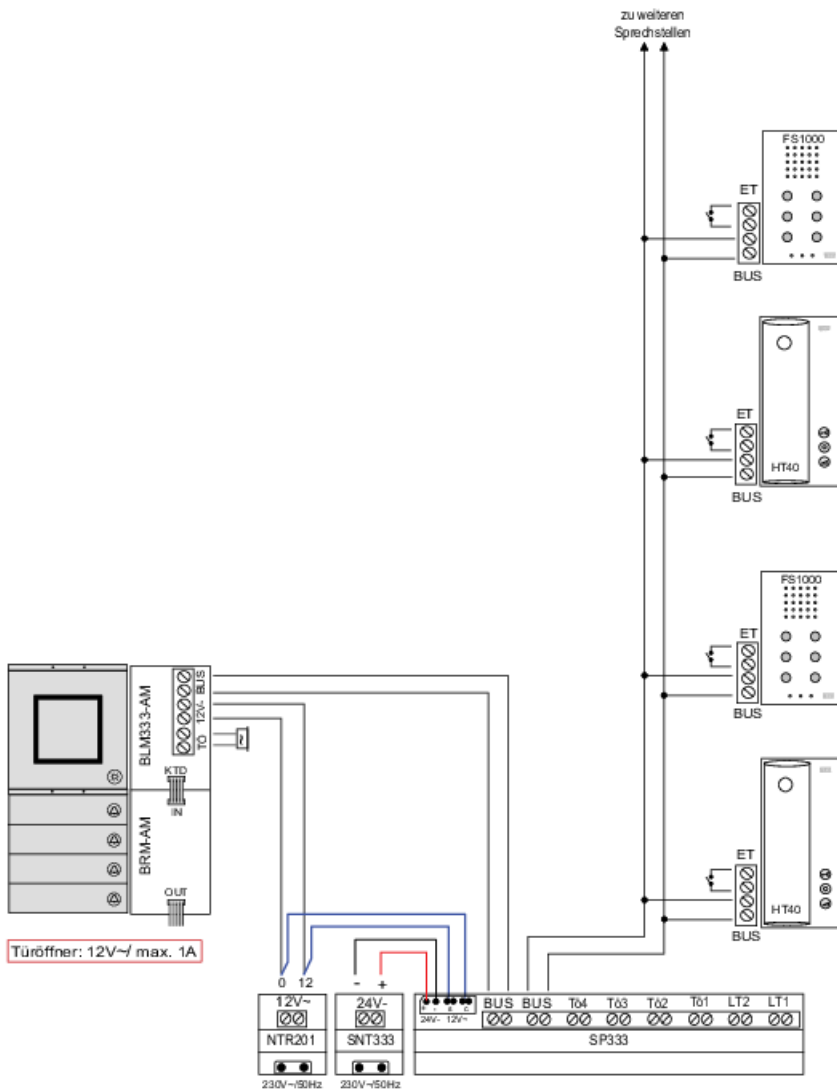 zu weiteren
Sprechstellen
FS1000
ET
BUS
ET
HT40
BUS
FS1000
ET
BUS
BLM333-AM
BUS
12V~
TÖ
KTD
IN
R
BRM-AM
OUT
ET
HT40
BUS
Türöffner: 12V~/ max. 1A
0 12
- +
12V~
NTR201
230V~/50Hz
24V-
SNT333
230V~/50Hz
+ -
24V- 12V~
BUS BUS Tö4 Tö3 Tö2 Tö1 LT2 LT1
SP333